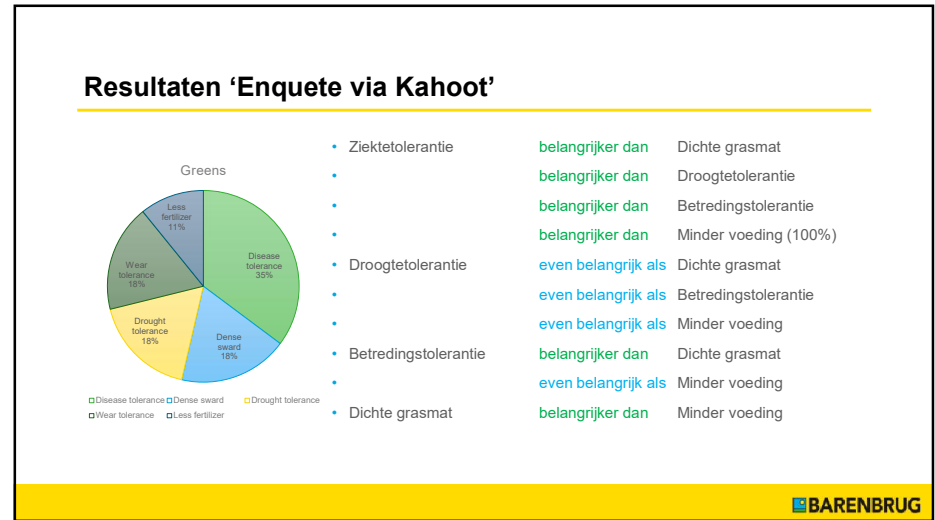 Resultaten ‘Enquete via Kahoot’
Greens
Less
fertilizer
11%
Disease
tolerance
35%
Wear
tolerance
18%
Drought
tolerance
18%
Dense
sward
18%
Disease tolerance Dense sward Drought tolerance
Wear tolerance Less fertilizer
• Ziektetolerantie belangrijker dan Dichte grasmat
• belangrijker dan Droogtetolerantie
• belangrijker dan Betredingstolerantie
• belangrijker dan Minder voeding (100%)
• Droogtetolerantie even belangrijk als Dichte grasmat
• even belangrijk als Betredingstolerantie
• even belangrijk als Minder voeding
• Betredingstolerantie belangrijker dan Dichte grasmat
• even belangrijk als Minder voeding
• Dichte grasmat belangrijker dan Minder voeding
BARENBRUG